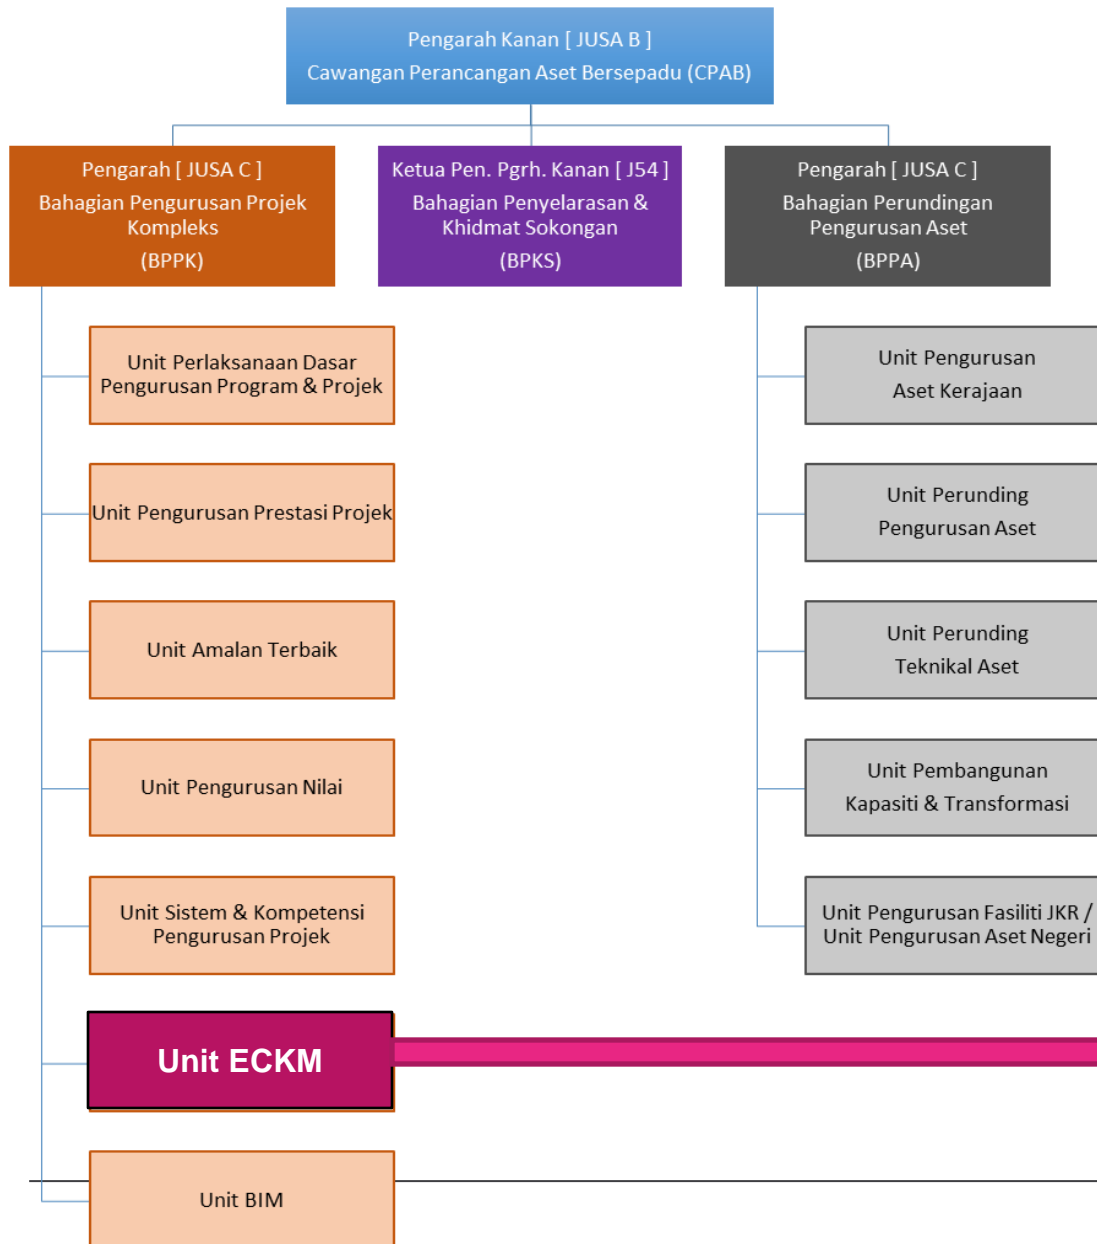 Pengarah Kanan [ JUSA B ]
Cawangan Perancangan Aset Bersepadu (CPAB)
Pengarah [ JUSA C ]
Bahagian Pengurusan Projek
Kompleks
(BPPK)
Ketua Pen. Pgrh. Kanan [ J54 ]
Bahagian Penyelarasan &
Khidmat Sokongan
(BPKS)
Pengarah [ JUSA C ]
Bahagian Perundingan
Pengurusan Aset
(BPPA)
Unit Perlaksanaan Dasar
Pengurusan Program & Projek
Unit Pengurusan Prestasi Projek
Unit Amalan Terbaik
Unit Pengurusan Nilai
Unit Sistem & Kompetensi
Pengurusan Projek
Unit ECKM
Unit BIM
Unit Pengurusan
Aset Kerajaan
Unit Perunding
Pengurusan Aset
Unit Perunding
Teknikal Aset
Unit Pembangunan
Kapasiti & Transformasi
Unit Pengurusan Fasiliti JKR /
Unit Pengurusan Aset Negeri